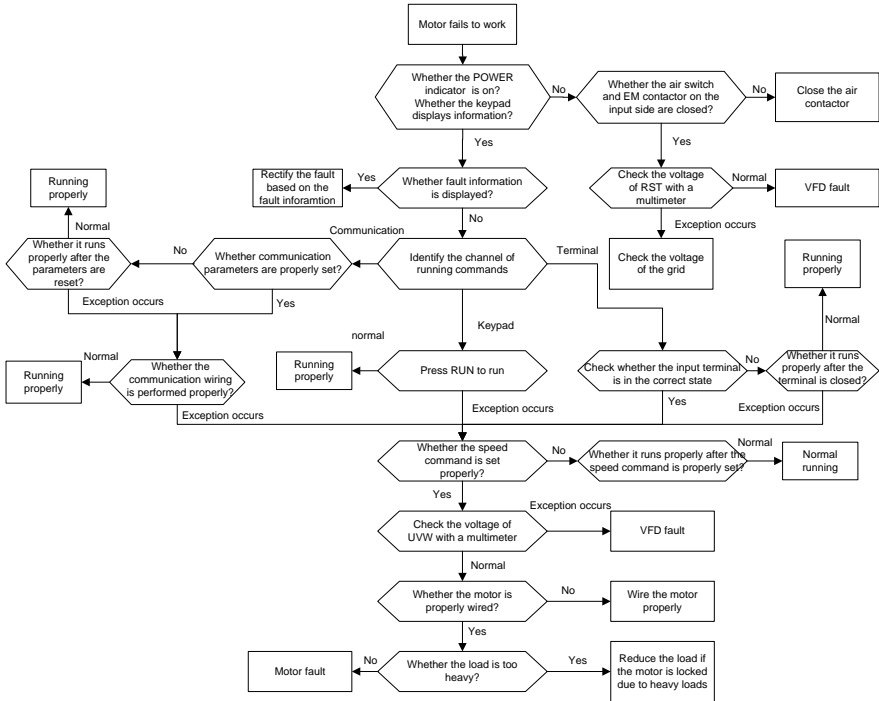 Motor fails to work
Whether the POWER
indicator is on?
Whether the keypad
displays information?
No
Whether the air switch
and EM contactor on the
input side are closed?
No
Close the air
contactor
Yes
Yes
Rectify the fault
based on the
fault inforamtion
Yes
Whether fault information
is displayed?
Check the voltage
of RST with a
multimeter
Normal
VFD fault
Running
properly
Normal
No
Exception occurs
Communication
Terminal
Whether it runs
properly after the
parameters are
reset?
No
Whether communication
parameters are properly set?
Identify the channel of
running commands
Check the voltage
of the grid
Running
properly
Exception occurs
Yes
Keypad
Normal
normal
Running
properly
Normal
Whether the
communication wiring
is performed properly?
Running
properly
Press RUN to run
Check whether the input terminal
is in the correct state
No
Whether it runs
properly after the
terminal is closed?
Exception occurs
Exception occurs
Yes
Exception occurs
Whether the speed
command is set
properly?
No
Whether it runs properly after the
speed command is properly set?
Normal
Normal
running
Yes
Exception occurs
Check the voltage of
UVW with a multimeter
VFD fault
Normal
Whether the motor is
properly wired?
No
Wire the motor
properly
Yes
Motor fault
No
Whether the load is too
heavy?
Yes
Reduce the load if
the motor is locked
due to heavy loads